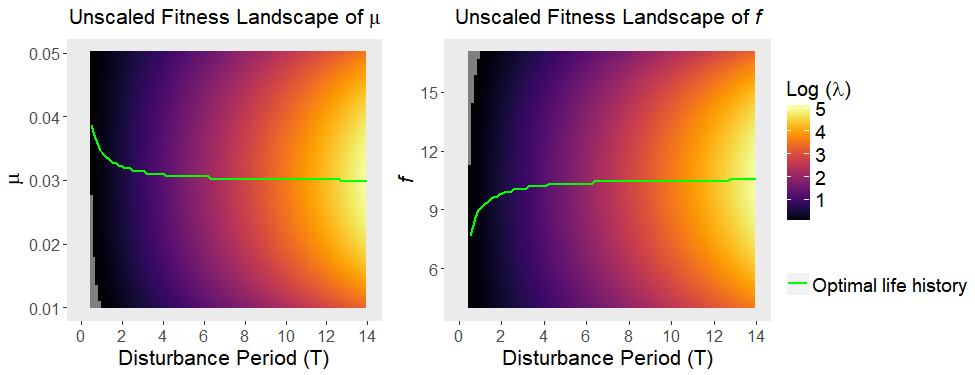 Unscaled Fitness Landscape of μ
0.05
0.04
0.03
0.02
0.01
μ
0 2 4 6 8 10 12 14
Disturbance Period (T)
Unscaled Fitness Landscape of f
15
12
9
6
f
0 2 4 6 8 10 12 14
Disturbance Period (T)
Log (λ)
5
4
3
2
1
Optimal life history